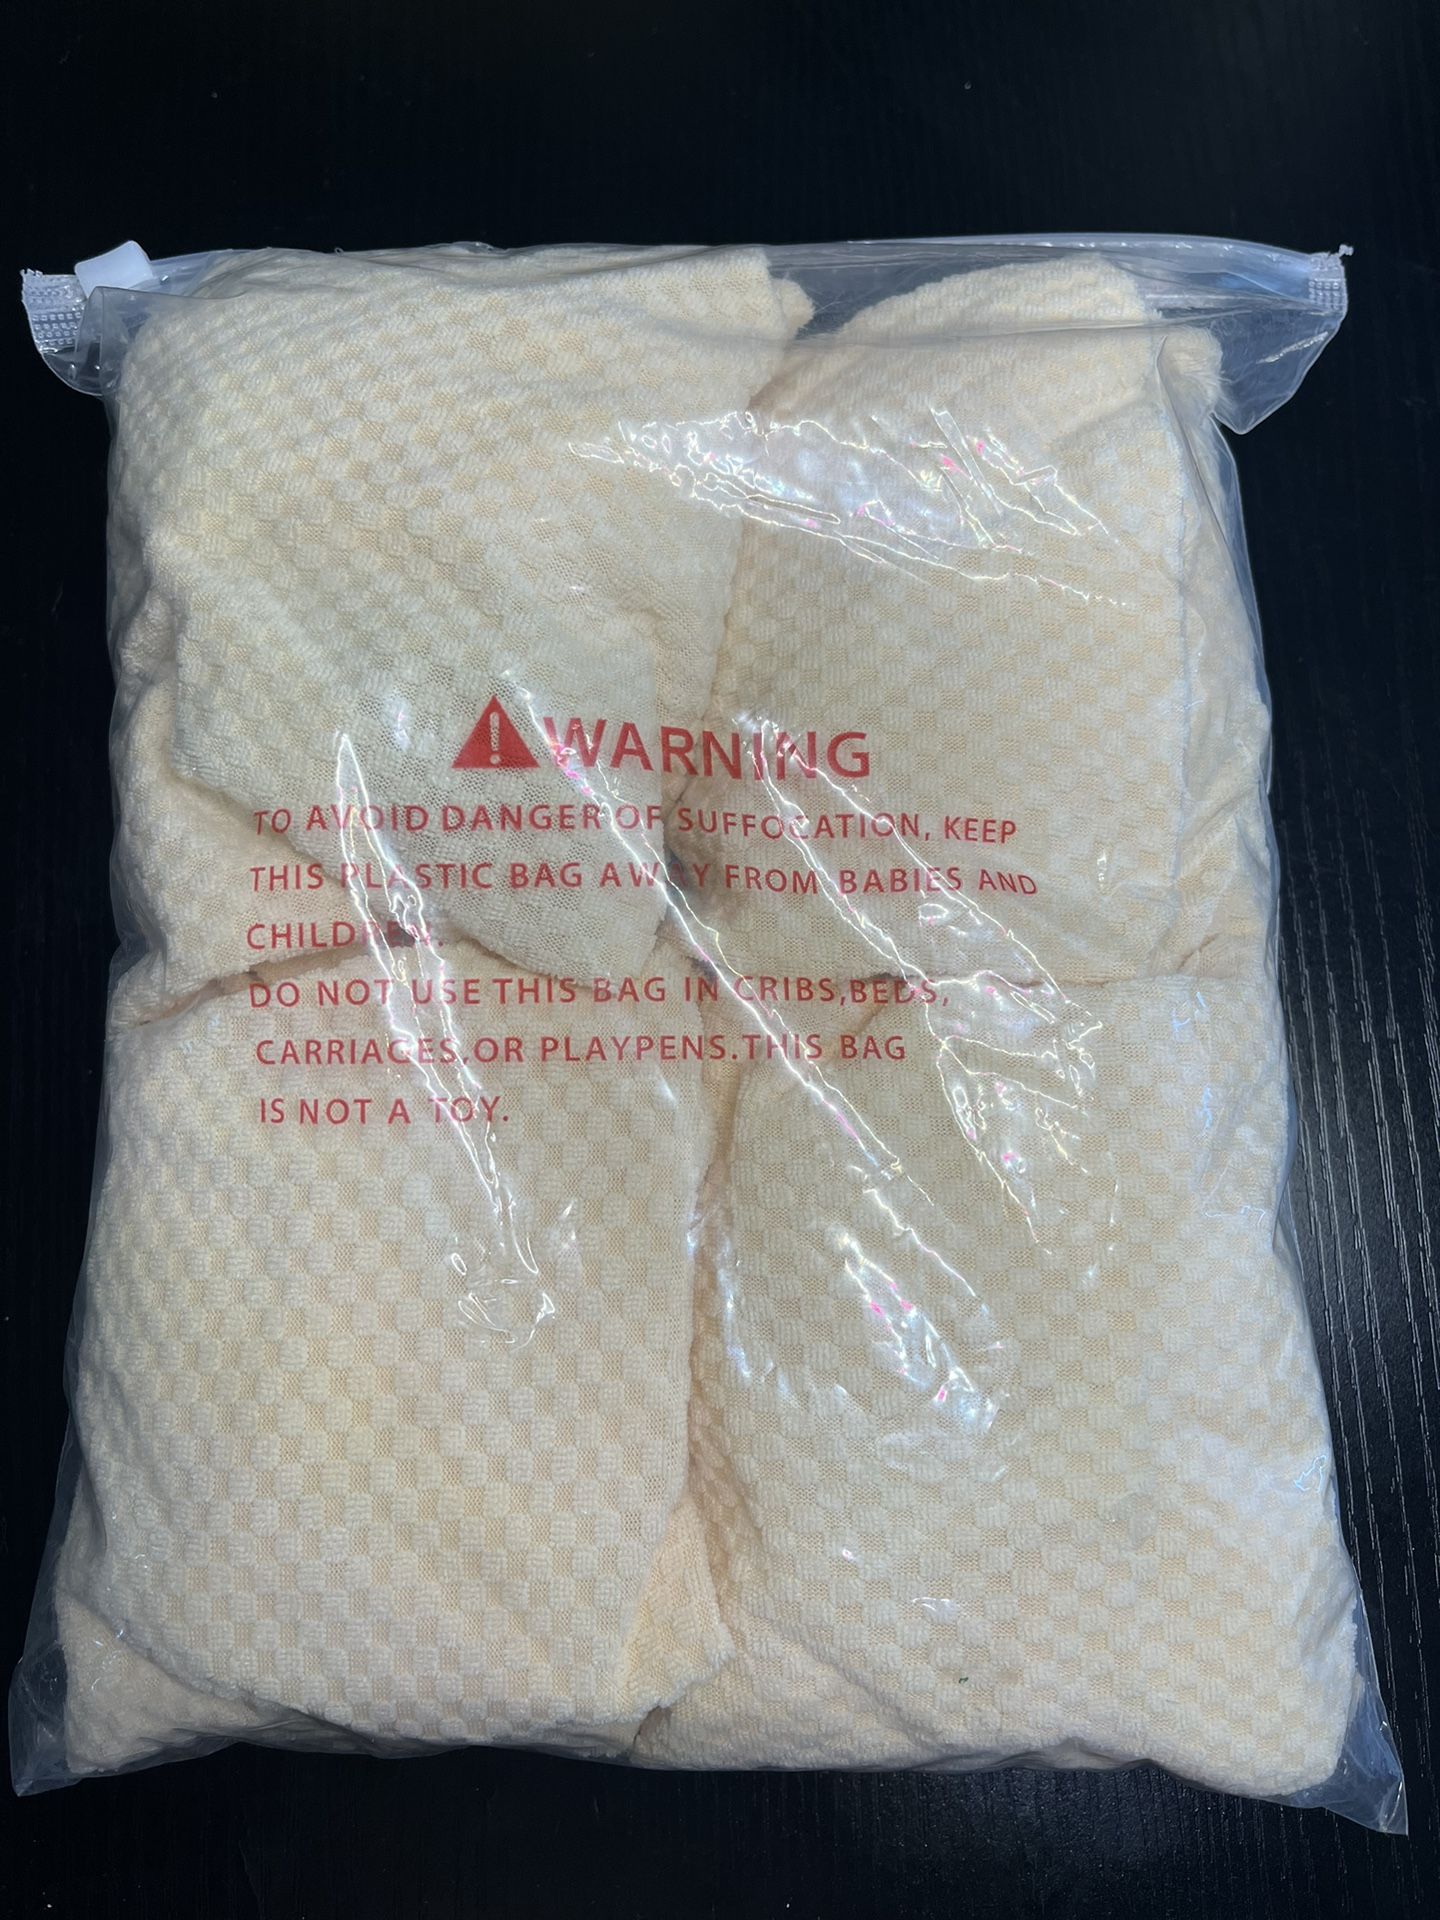 WARNING
TO AVOID DANGER OF SUFFOCATION, KEEP
THIS PLASTIC BAG AWAY FROM BABIES AND
CHILDREN.
DO NOT USE THIS BAG IN CRIBS,BEDS,
CARRIAGES,OR PLAYPENS.THIS BAG
IS NOT A TOY.